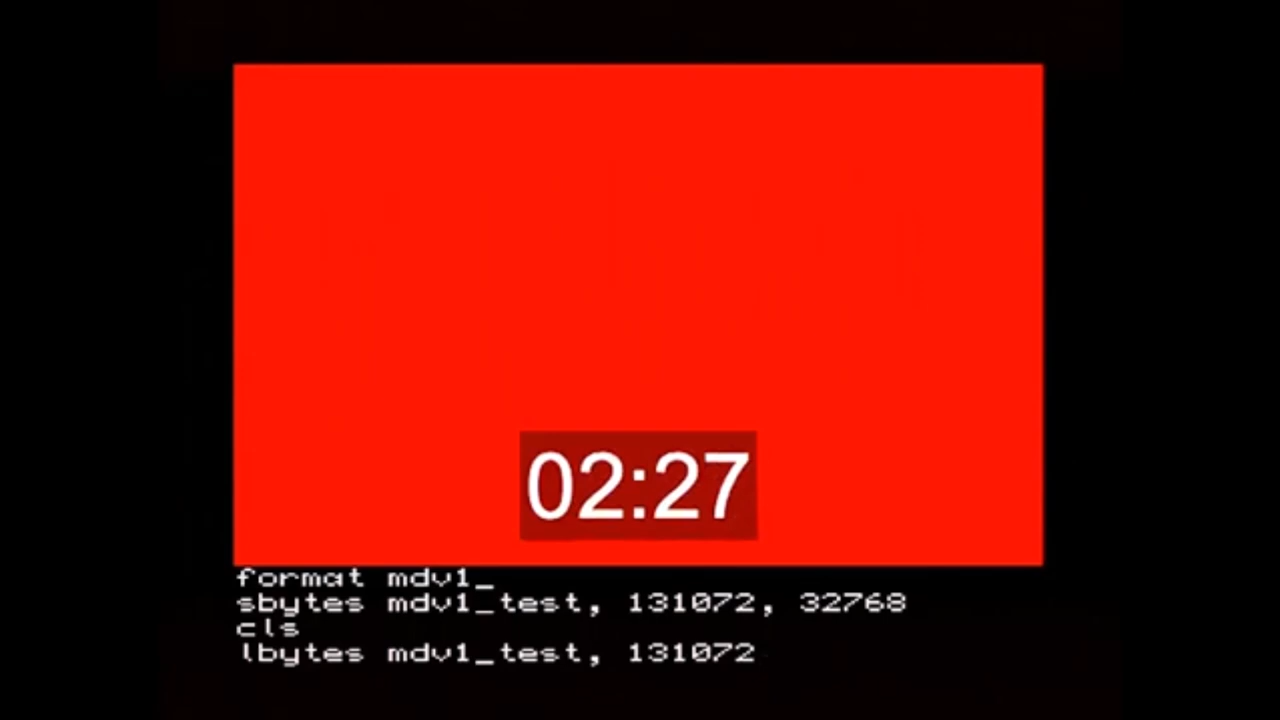 02:27
format mdv1_
sbytes mdv1_test, 131072, 32768
cls
lbytes mdv1_test, 131072